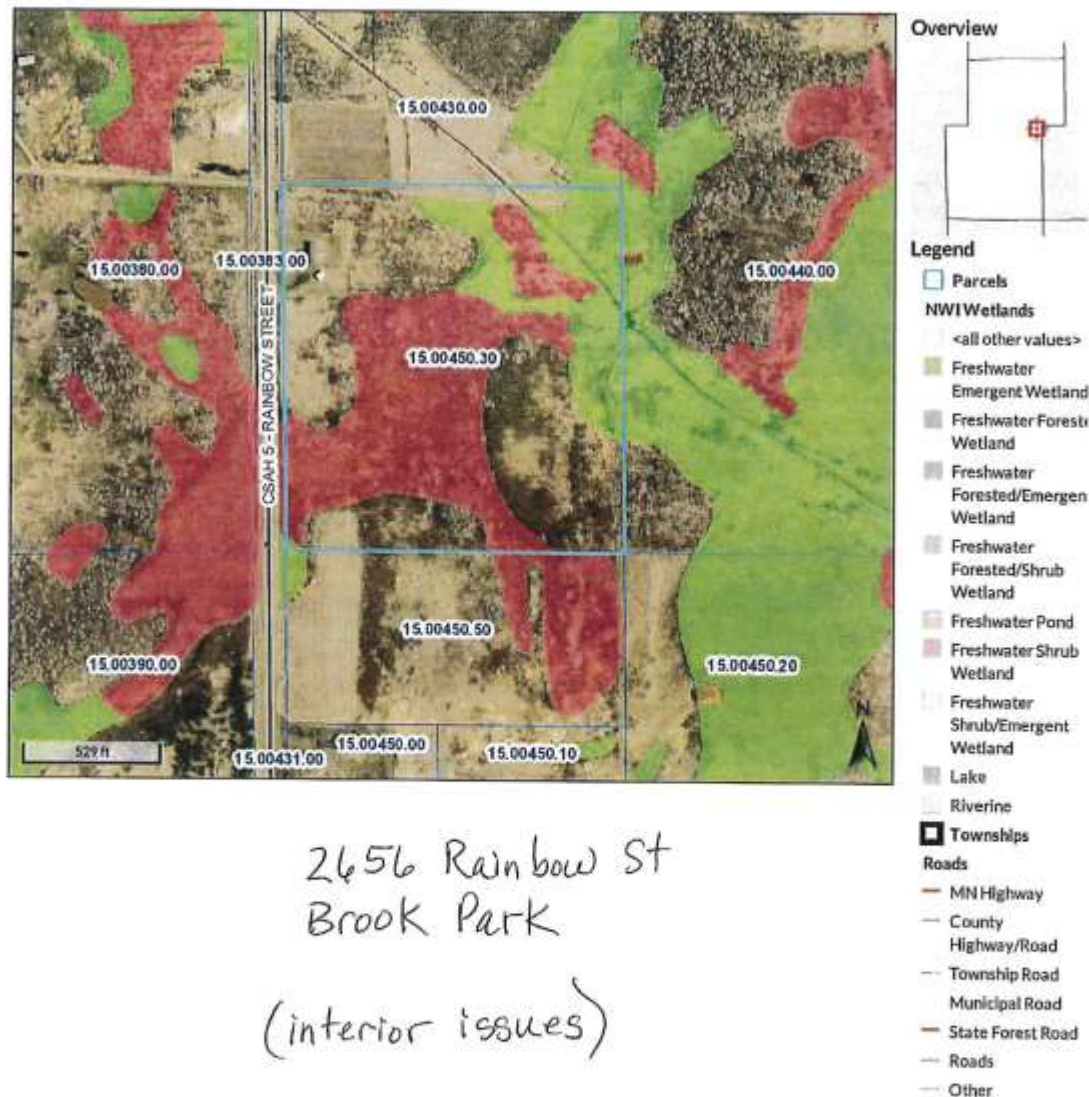 15.00430.00
15.00380.00
15.00383.00
15.00440.00
CSAH 5 - RAINBOW STREET
15.00450.30
15.00450.50
15.00390.00
15.00450.20
N
529 ft
15.00431.00
15.00450.00
15.00450.10
Overview
Legend
Parcels
NWI Wetlands
<all other values>
Freshwater
Emergent Wetland
Freshwater Foreste
Wetland
Freshwater
Forested/Emergen
Wetland
Freshwater
Forested/Shrub
Wetland
Freshwater Pond
Freshwater Shrub
Wetland
Freshwater
Shrub/Emergent
Wetland
Lake
Riverine
Townships
Roads
MN Highway
County
Highway/Road
Township Road
Municipal Road
State Forest Road
Roads
Other
2656 Rainbow St
Brook Park
(interior issues)